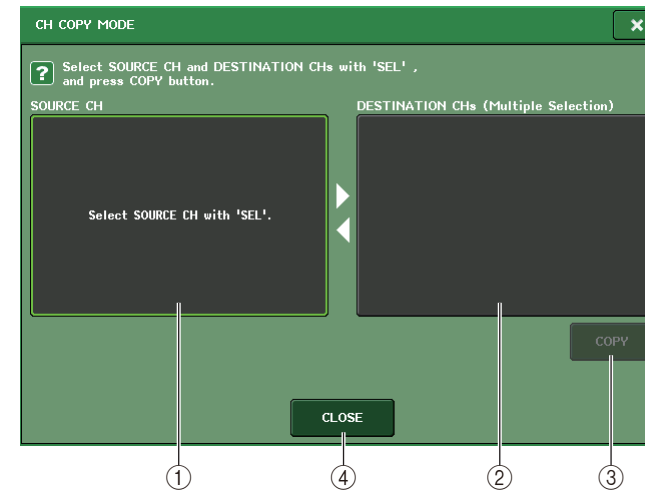 CH COPY MODE
?
Select SOURCE CH and DESTINATION CHs with 'SEL' ,
and press COPY button.
SOURCE CH
DESTINATION CHs (Multiple Selection)
Select SOURCE CH with 'SEL'.
COPY
CLOSE
①
④
②
③